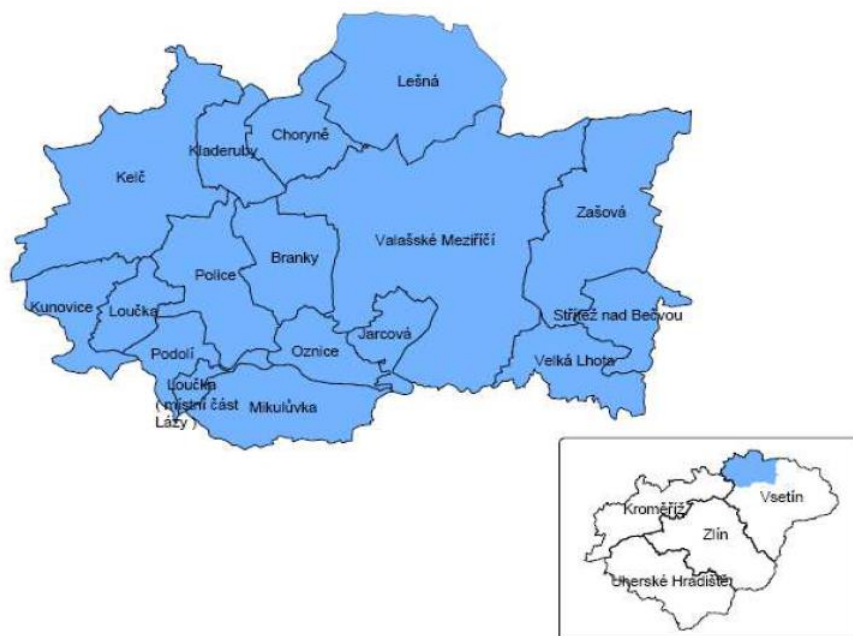 Lešná
Choryně
Kladeruby
Kelč
Zašová
Valašské Meziříčí
Branky
Police
Kunovice
Loučka
Střítež nad Bečvou
Jarcová
Oznice
Podolí
Velká Lhota
Loučka
( místní část
Lázy )
Mikulůvka
Vsetín
Kroměříž
Zlín
Uherské Hradiště